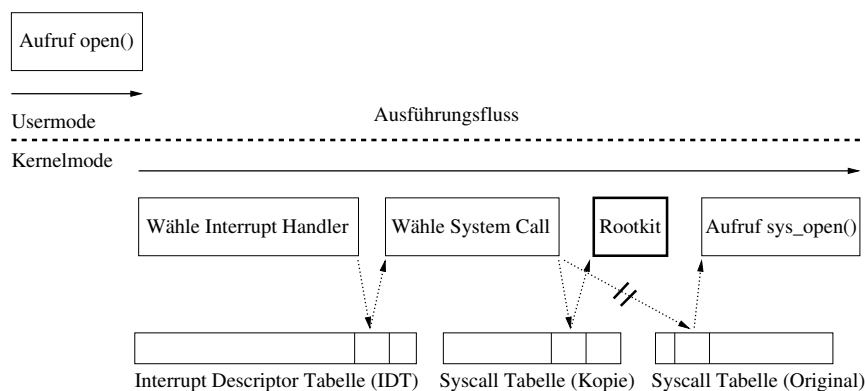 Aufruf open()
Ausführungsfluss
Usermode
Kernelmode
Wähle Interrupt Handler
Wähle System Call
Rootkit
Aufruf sys_open()
Interrupt Descriptor Tabelle (IDT)
Syscall Tabelle (Kopie)
Syscall Tabelle (Original)